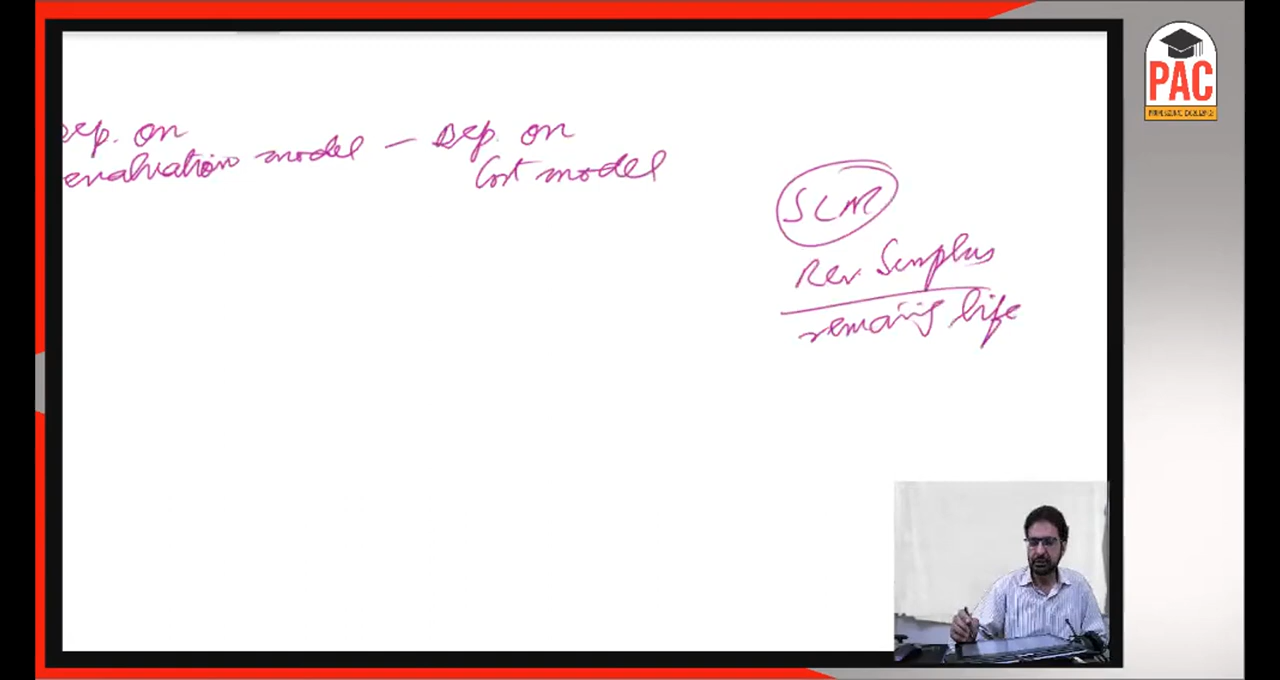 ep. on
evaluation model – Dep. on
Cost model
SLM
Rev. Surplus
remaining life
PAC